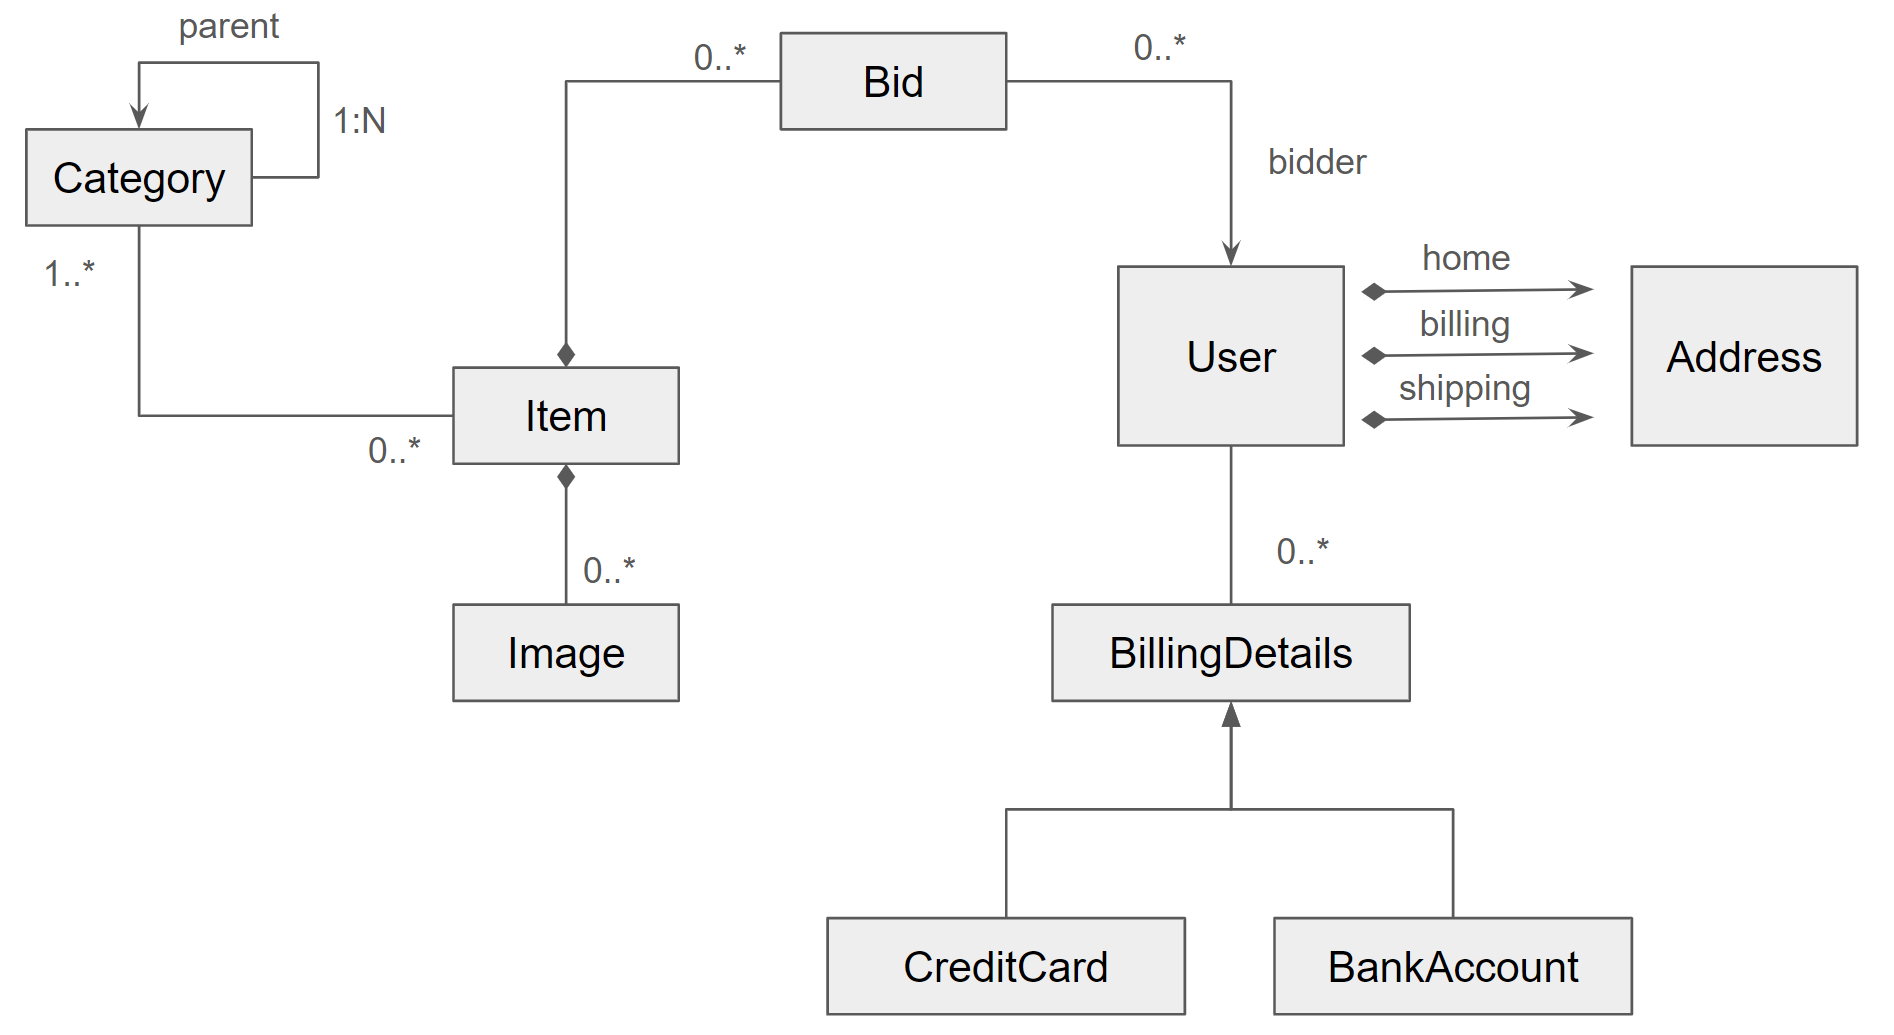 parent
0..*
Bid
0..*
1:N
Category
bidder
1..*
home
billing
User
Address
shipping
Item
0..*
0..*
0..*
Image
BillingDetails
CreditCard
BankAccount